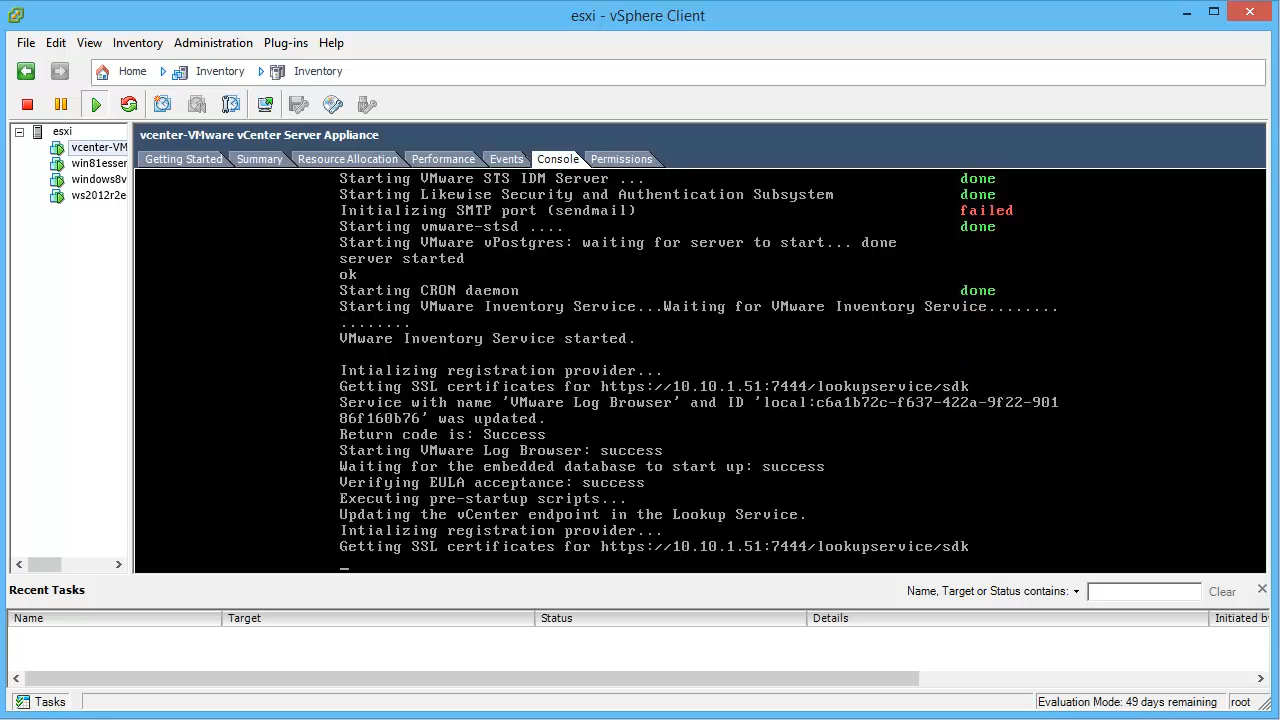 esxi - vSphere Client
File Edit View Inventory Administration Plug-ins Help
Home Inventory Inventory
esxi
vcenter-VM
win81essen
windows8v
ws2012r2e
vcenter-VMware vCenter Server Appliance
Getting Started Summary Resource Allocation Performance Events Console Permissions
Starting VMware STS IDM Server ... done
Starting Likewise Security and Authentication Subsystem done
Initializing SMTP port (sendmail) failed
Starting vmware-stsd .... done
Starting VMware vPostgres: waiting for server to start... done
server started
ok
Starting CRON daemon done
Starting VMware Inventory Service...Waiting for VMware Inventory Service........
........
VMware Inventory Service started.
Intializing registration provider...
Getting SSL certificates for https://10.10.1.51:7444/lookupservice/sdk
Service with name 'VMware Log Browser' and ID 'local:c6a1b72c-f637-422a-9f22-901
86f160b76' was updated.
Return code is: Success
Starting VMware Log Browser: success
Waiting for the embedded database to start up: success
Verifying EULA acceptance: success
Executing pre-startup scripts...
Updating the vCenter endpoint in the Lookup Service.
Intializing registration provider...
Getting SSL certificates for https://10.10.1.51:7444/lookupservice/sdk
Recent Tasks Name, Target or Status contains: Clear
Name Target Status Details Initiated by
Tasks Evaluation Mode: 49 days remaining root